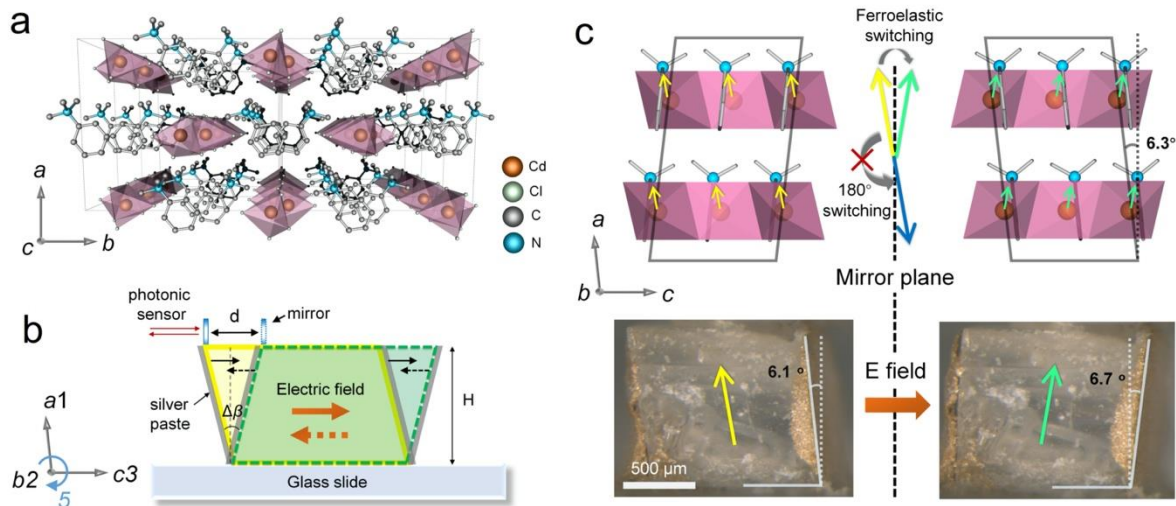 a
Cd
Cl
C
N
a
c
b
b
photonic
sensor
d
mirror
silver
paste
Δβ
Electric field
H
a1
b2
5
c3
Glass slide
c
Ferroelastic
switching
180°
switching
6.3°
a
b
c
Mirror plane
6.1 °
E field
6.7 °
500 μm